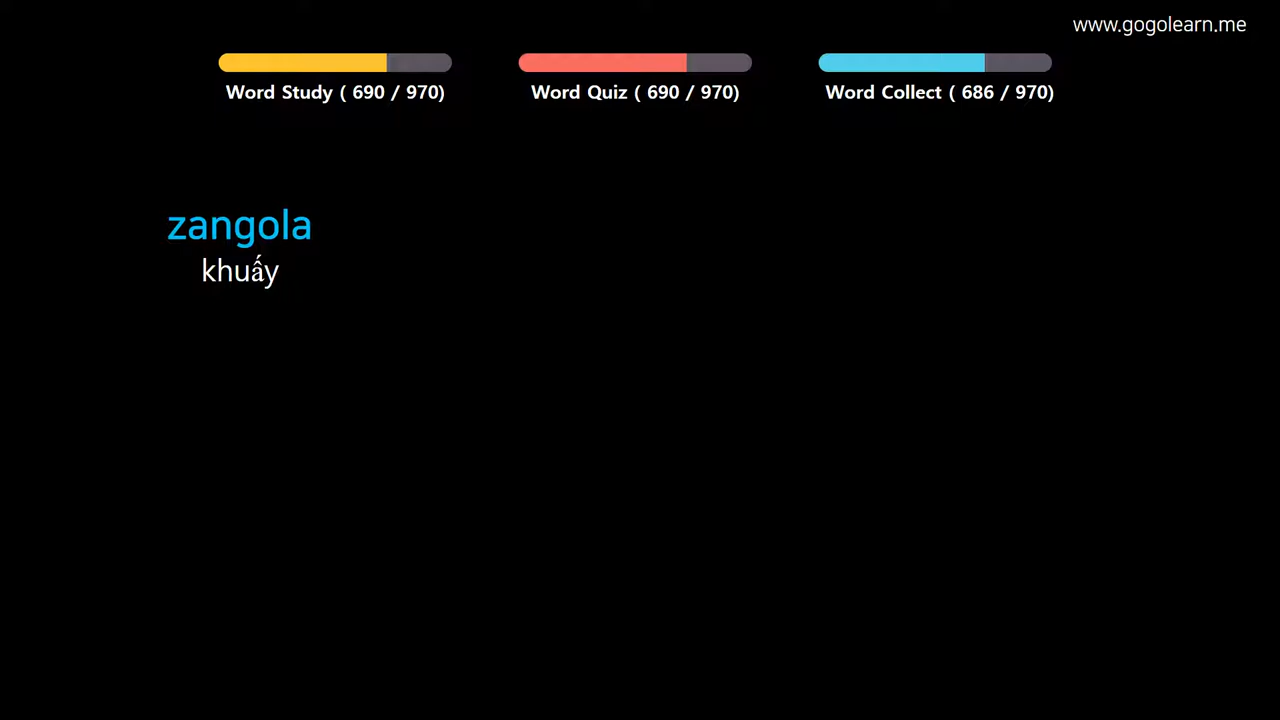 www.gogolearn.me
Word Study ( 690 / 970)
Word Quiz ( 690 / 970)
Word Collect ( 686 / 970)
zangola
khuấy